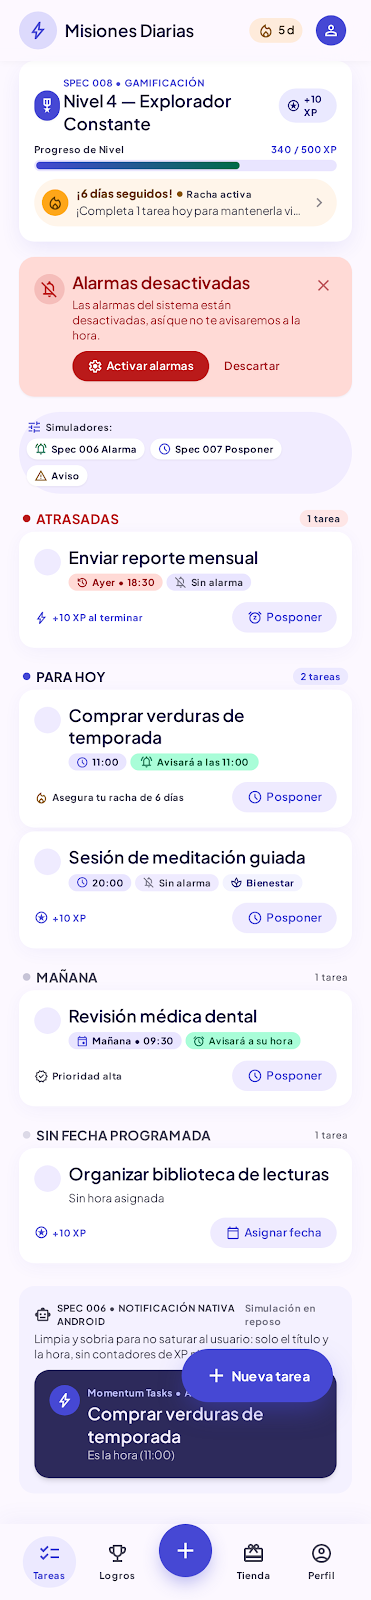 Misiones Diarias
5 d
SPEC 008 • GAMIFICACIÓN
Nivel 4 — Explorador
Constante
+10
XP
Progreso de Nivel
340 / 500 XP
¡6 días seguidos! • Racha activa
¡Completa 1 tarea hoy para mantenerla vi...
Alarmas desactivadas
Las alarmas del sistema están
desactivadas, así que no te avisaremos a la
hora.
Activar alarmas
Descartar
Simuladores:
Spec 006 Alarma
Spec 007 Posponer
Aviso
ATRASADAS
1 tarea
Enviar reporte mensual
Ayer • 18:30
Sin alarma
+10 XP al terminar
Posponer
PARA HOY
2 tareas
Comprar verduras de
temporada
11:00
Avisará a las 11:00
Asegura tu racha de 6 días
Posponer
Sesión de meditación guiada
20:00
Sin alarma
Bienestar
+10 XP
Posponer
MAÑANA
1 tarea
Revisión médica dental
Mañana • 09:30
Avisará a su hora
Prioridad alta
Posponer
SIN FECHA PROGRAMADA
1 tarea
Organizar biblioteca de lecturas
Sin hora asignada
+10 XP
Asignar fecha
SPEC 006 • NOTIFICACIÓN NATIVA
ANDROID
Simulación en
reposo
Limpia y sobria para no saturar al usuario: solo el título y
la hora, sin contadores de XP
Nueva tarea
Momentum Tasks •
Comprar verduras de
temporada
Es la hora (11:00)
Tareas
Logros
Tienda
Perfil